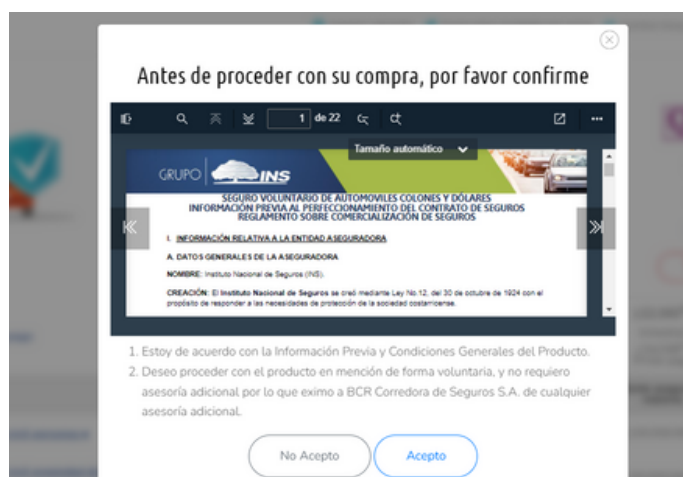 Antes de proceder con su compra, por favor confirme
1 de 22
Tamaño automático
GRUPO INS
SEGURO VOLUNTARIO DE AUTOMOVILES COLONES Y DÓLARES
INFORMACIÓN PREVIA AL PERFECCIONAMIENTO DEL CONTRATO DE SEGUROS
REGLAMENTO SOBRE COMERCIALIZACIÓN DE SEGUROS
I. INFORMACIÓN RELATIVA A LA ENTIDAD ASEGURADORA
A. DATOS GENERALES DE LA ASEGURADORA
NOMBRE: Instituto Nacional de Seguros (INS).
CREACIÓN: El Instituto Nacional de Seguros se creó mediante Ley No.12, del 30 de octubre de 1924 con el
propósito de responder a las necesidades de protección de la sociedad costarricense.
1. Estoy de acuerdo con la Información Previa y Condiciones Generales del Producto.
2. Deseo proceder con el producto en mención de forma voluntaria, y no requiero
asesoría adicional por lo que eximo a BCR Corredora de Seguros S.A. de cualquier
asesoría adicional.
No Acepto
Acepto